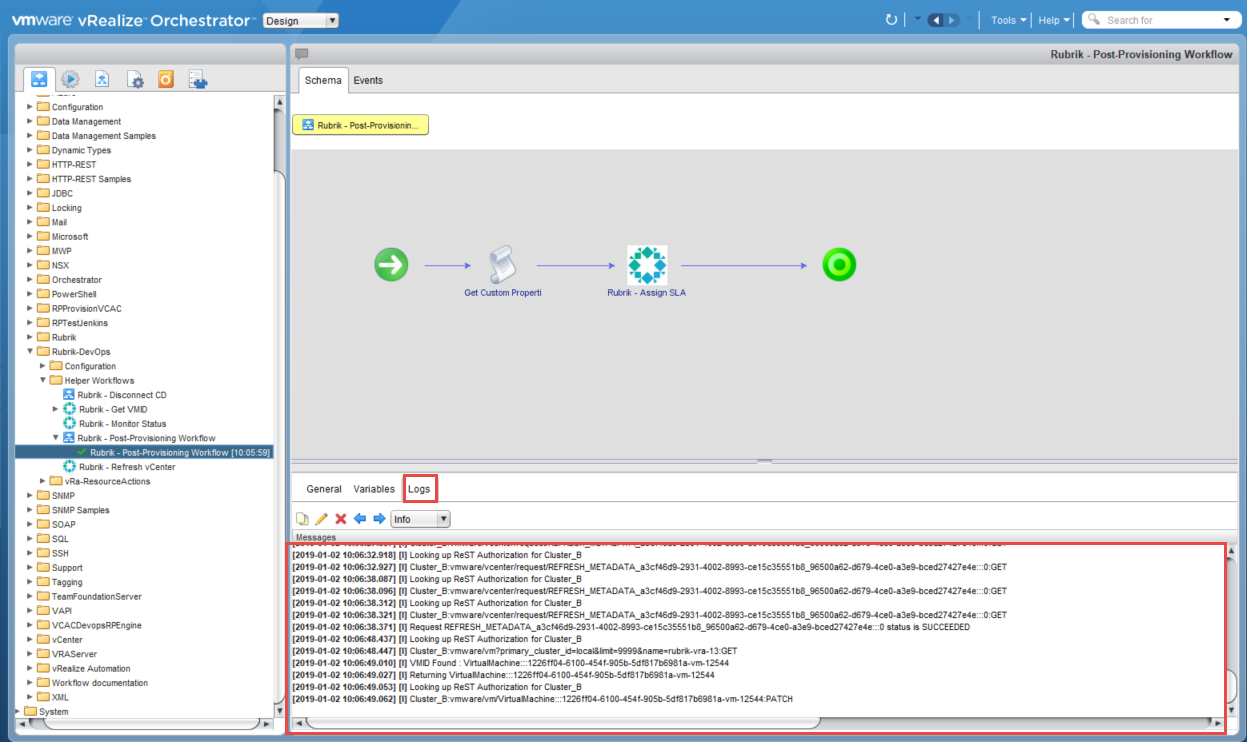 vmware vRealize Orchestrator Design
Tools Help Search for
Rubrik - Post-Provisioning Workflow
Configuration
Data Management
Data Management Samples
Dynamic Types
HTTP-REST
HTTP-REST Samples
JDBC
Locking
Mail
Microsoft
MWP
NSX
Orchestrator
PowerShell
RPProvisionVCAC
RPTestJenkins
Rubrik
Rubrik-DevOps
Configuration
Helper Workflows
Rubrik - Disconnect CD
Rubrik - Get VMID
Rubrik - Monitor Status
Rubrik - Post-Provisioning Workflow
Rubrik - Post-Provisioning Workflow [10:05:59]
Rubrik - Refresh vCenter
vRa-ResourceActions
SNMP
SNMP Samples
SOAP
SQL
SSH
Support
Tagging
TeamFoundationServer
VAPI
VCACDevopsRPEngine
vCenter
VRAServer
vRealize Automation
Workflow documentation
XML
System
Schema Events
Rubrik - Post-Provisionin...
Get Custom Properti
Rubrik - Assign SLA
General Variables Logs
Info
Messages
[2019-01-02 10:06:32.918] [I] Looking up ReST Authorization for Cluster_B
[2019-01-02 10:06:32.927] [I] Cluster_B:vmware/vcenter/request/REFRESH_METADATA_a3cf46d9-2931-4002-8993-ce15c35551b8_96500a62-d679-4ce0-a3e9-bced27427e4e:::0:GET
[2019-01-02 10:06:38.087] [I] Looking up ReST Authorization for Cluster_B
[2019-01-02 10:06:38.096] [I] Cluster_B:vmware/vcenter/request/REFRESH_METADATA_a3cf46d9-2931-4002-8993-ce15c35551b8_96500a62-d679-4ce0-a3e9-bced27427e4e:::0:GET
[2019-01-02 10:06:38.312] [I] Looking up ReST Authorization for Cluster_B
[2019-01-02 10:06:38.321] [I] Cluster_B:vmware/vcenter/request/REFRESH_METADATA_a3cf46d9-2931-4002-8993-ce15c35551b8_96500a62-d679-4ce0-a3e9-bced27427e4e:::0:GET
[2019-01-02 10:06:38.371] [I] Request REFRESH_METADATA_a3cf46d9-2931-4002-8993-ce15c35551b8_96500a62-d679-4ce0-a3e9-bced27427e4e:::0 status is SUCCEEDED
[2019-01-02 10:06:48.437] [I] Looking up ReST Authorization for Cluster_B
[2019-01-02 10:06:48.447] [I] Cluster_B:vmware/vm?primary_cluster_id=local&limit=9999&name=rubrik-vra-13:GET
[2019-01-02 10:06:49.010] [I] VMID Found : VirtualMachine:::1226ff04-6100-454f-905b-5df817b6981a-vm-12544
[2019-01-02 10:06:49.027] [I] Returning VirtualMachine:::1226ff04-6100-454f-905b-5df817b6981a-vm-12544
[2019-01-02 10:06:49.053] [I] Looking up ReST Authorization for Cluster_B
[2019-01-02 10:06:49.062] [I] Cluster_B:vmware/vm/VirtualMachine:::1226ff04-6100-454f-905b-5df817b6981a-vm-12544:PATCH